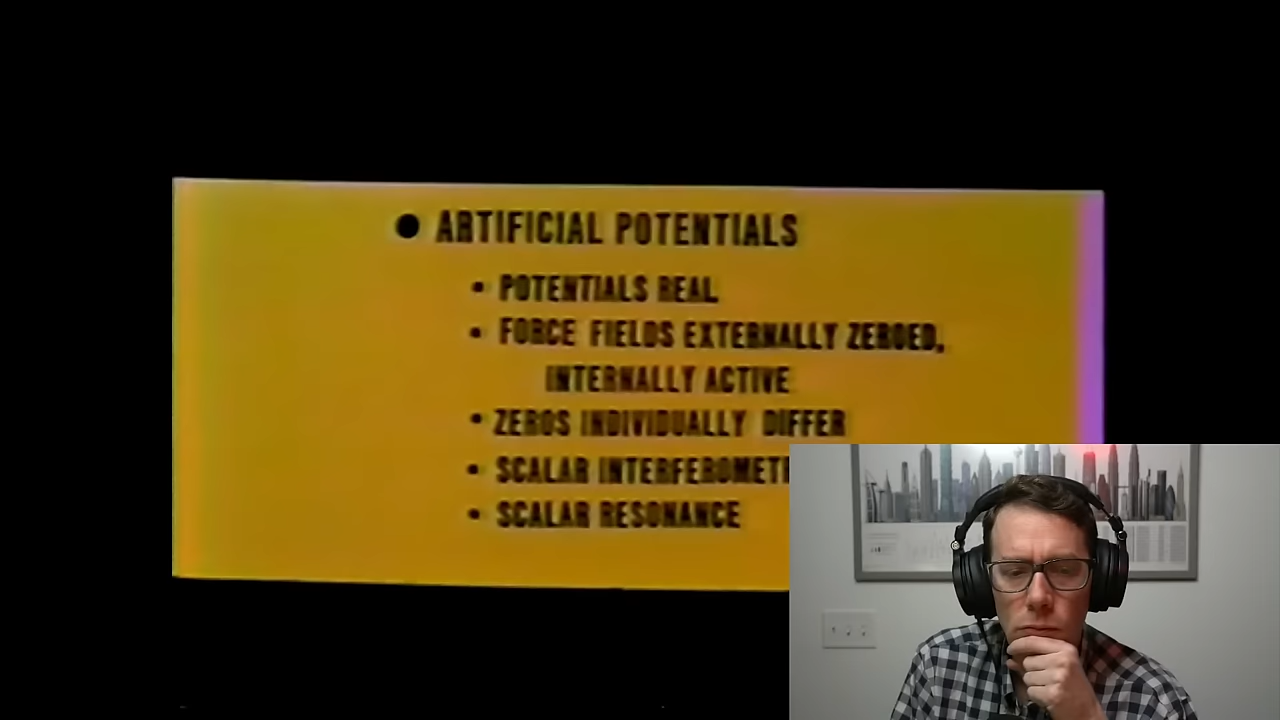 ● ARTIFICIAL POTENTIALS
• POTENTIALS REAL
• FORCE FIELDS EXTERNALLY ZEROED,
INTERNALLY ACTIVE
• ZEROS INDIVIDUALLY DIFFER
• SCALAR
• SCALAR RESONANCE